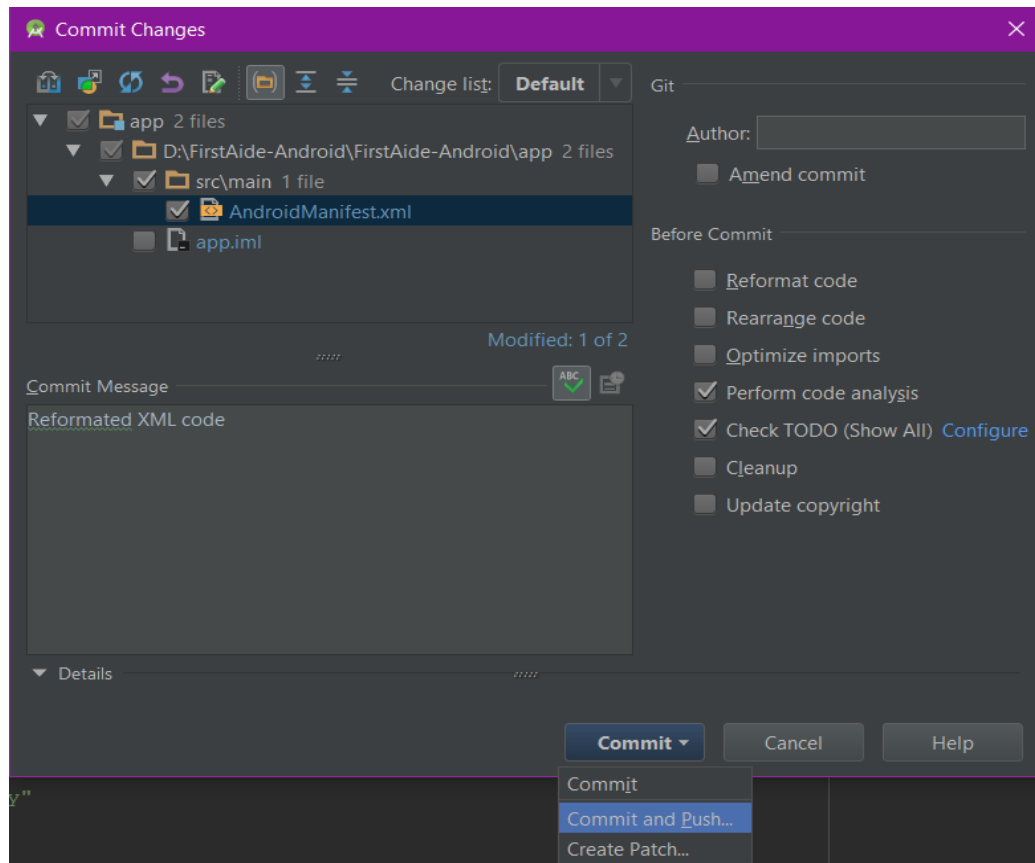 Commit Changes
Change list: Default
app 2 files
D:\FirstAide-Android\FirstAide-Android\app 2 files
src\main 1 file
AndroidManifest.xml
app.iml
Modified: 1 of 2
Commit Message
ABC
Reformated XML code
Details
Git
Author:
Amend commit
Before Commit
Reformat code
Rearrange code
Optimize imports
Perform code analysis
Check TODO (Show All) Configure
Cleanup
Update copyright
Commit Cancel Help
Commit
Commit and Push...
Create Patch...
y"